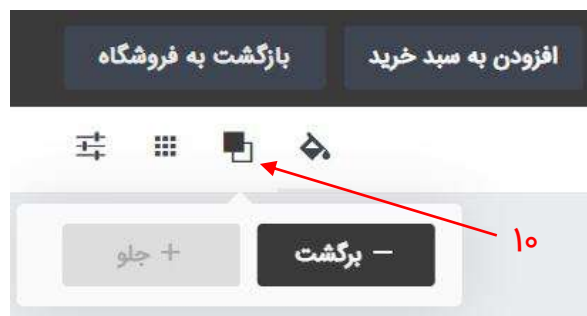 افزودن به سبد خرید بازگشت به فروشگاه
— برگشت + جلو
۱۰